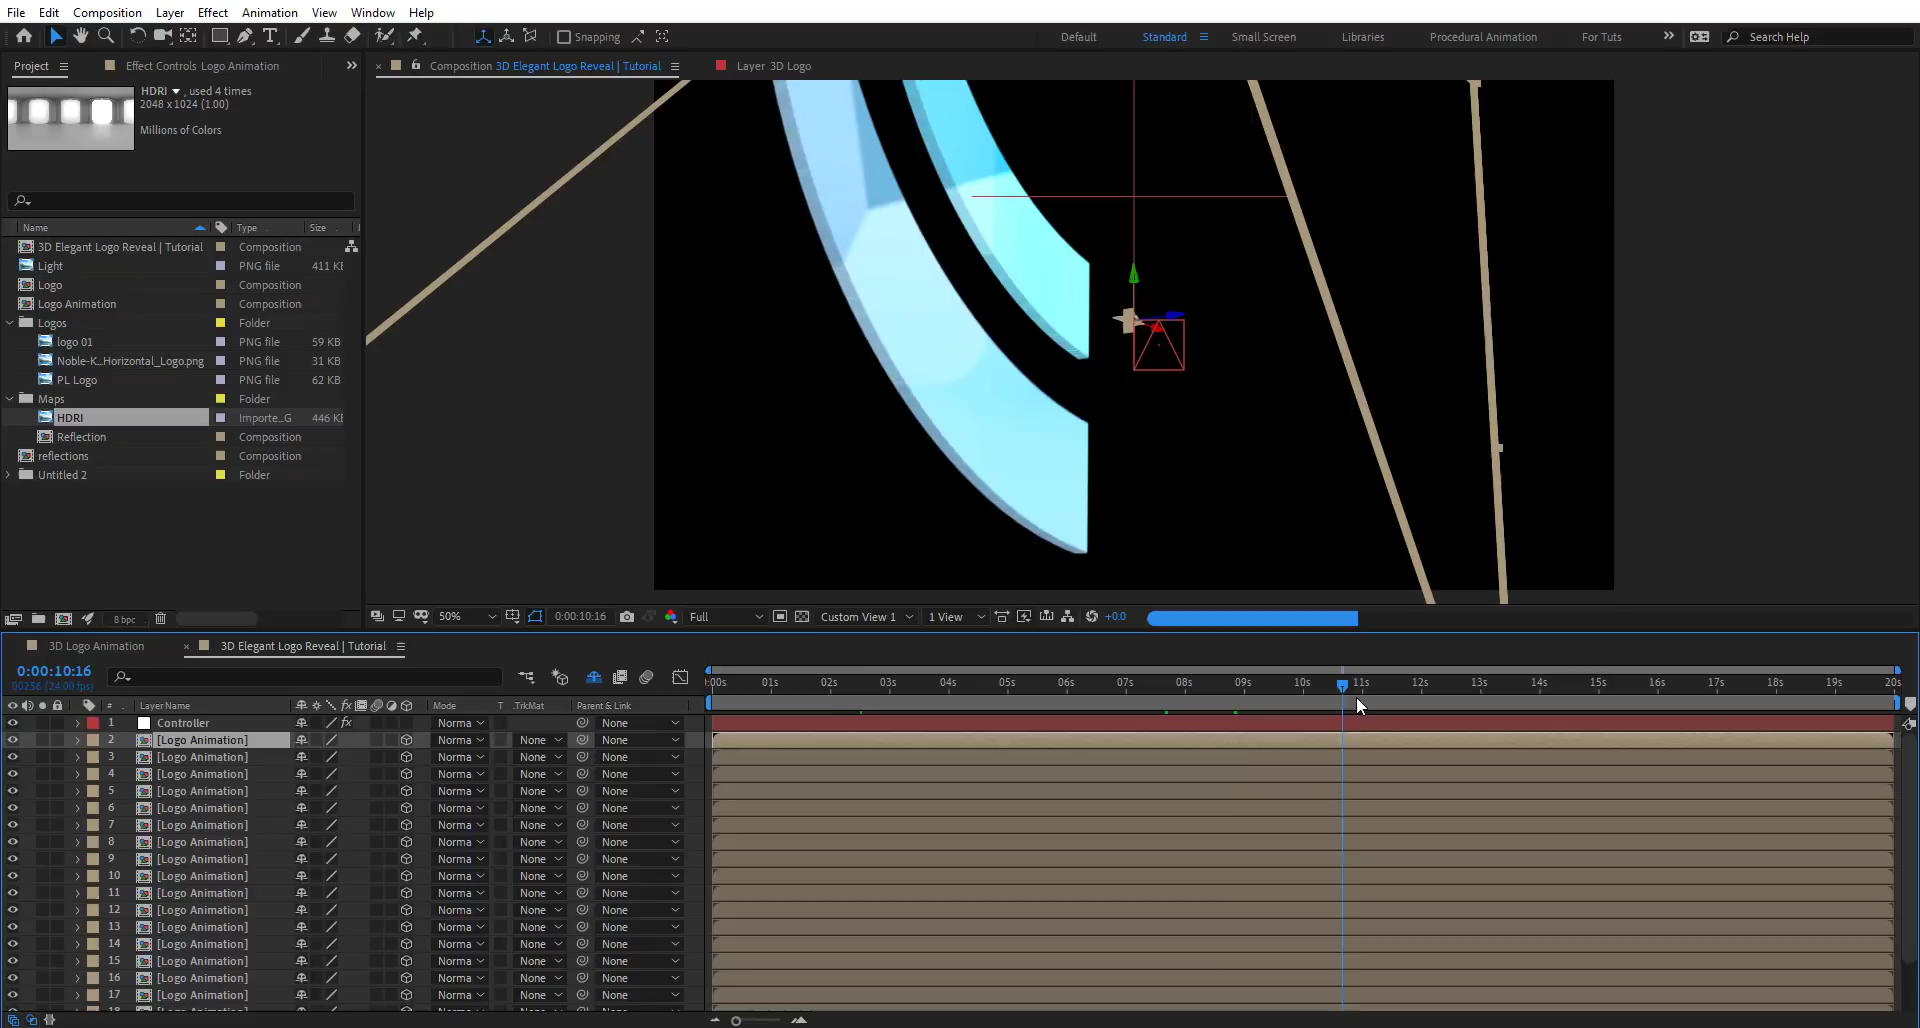 File Edit Composition Layer Effect Animation View Window Help
Snapping
Default Standard Small Screen Libraries Procedural Animation For Tuts Search Help
Project Effect Controls Logo Animation
Composition 3D Elegant Logo Reveal | Tutorial Layer 3D Logo
HDRI , used 4 times
2048 x 1024 (1.00)
Millions of Colors
Name Type Size
3D Elegant Logo Reveal | Tutorial Composition
Light PNG file 411 KE
Logo Composition
Logo Animation Composition
Logos Folder
logo 01 PNG file 59 KB
Noble-K..Horizontal_Logo.png PNG file 31 KB
PL Logo PNG file 62 KB
Maps Folder
HDRI Importe..G 446 KE
Reflection Composition
reflections Composition
Untitled 2 Folder
8 bpc
50% 0:00:10:16 Full Custom View 1 1 View +0.0
3D Logo Animation 3D Elegant Logo Reveal | Tutorial
0:00:10:16
00256 (24.00 fps)
:00s 01s 02s 03s 04s 05s 06s 07s 08s 09s 10s 11s 12s 13s 14s 15s 16s 17s 18s 19s 20s
# Layer Name fx Mode T .TrkMat Parent & Link
1 Controller fx Norma None
2 [Logo Animation] Norma None None
3 [Logo Animation] Norma None None
4 [Logo Animation] Norma None None
5 [Logo Animation] Norma None None
6 [Logo Animation] Norma None None
7 [Logo Animation] Norma None None
8 [Logo Animation] Norma None None
9 [Logo Animation] Norma None None
10 [Logo Animation] Norma None None
11 [Logo Animation] Norma None None
12 [Logo Animation] Norma None None
13 [Logo Animation] Norma None None
14 [Logo Animation] Norma None None
15 [Logo Animation] Norma None None
16 [Logo Animation] Norma None None
17 [Logo Animation] Norma None None